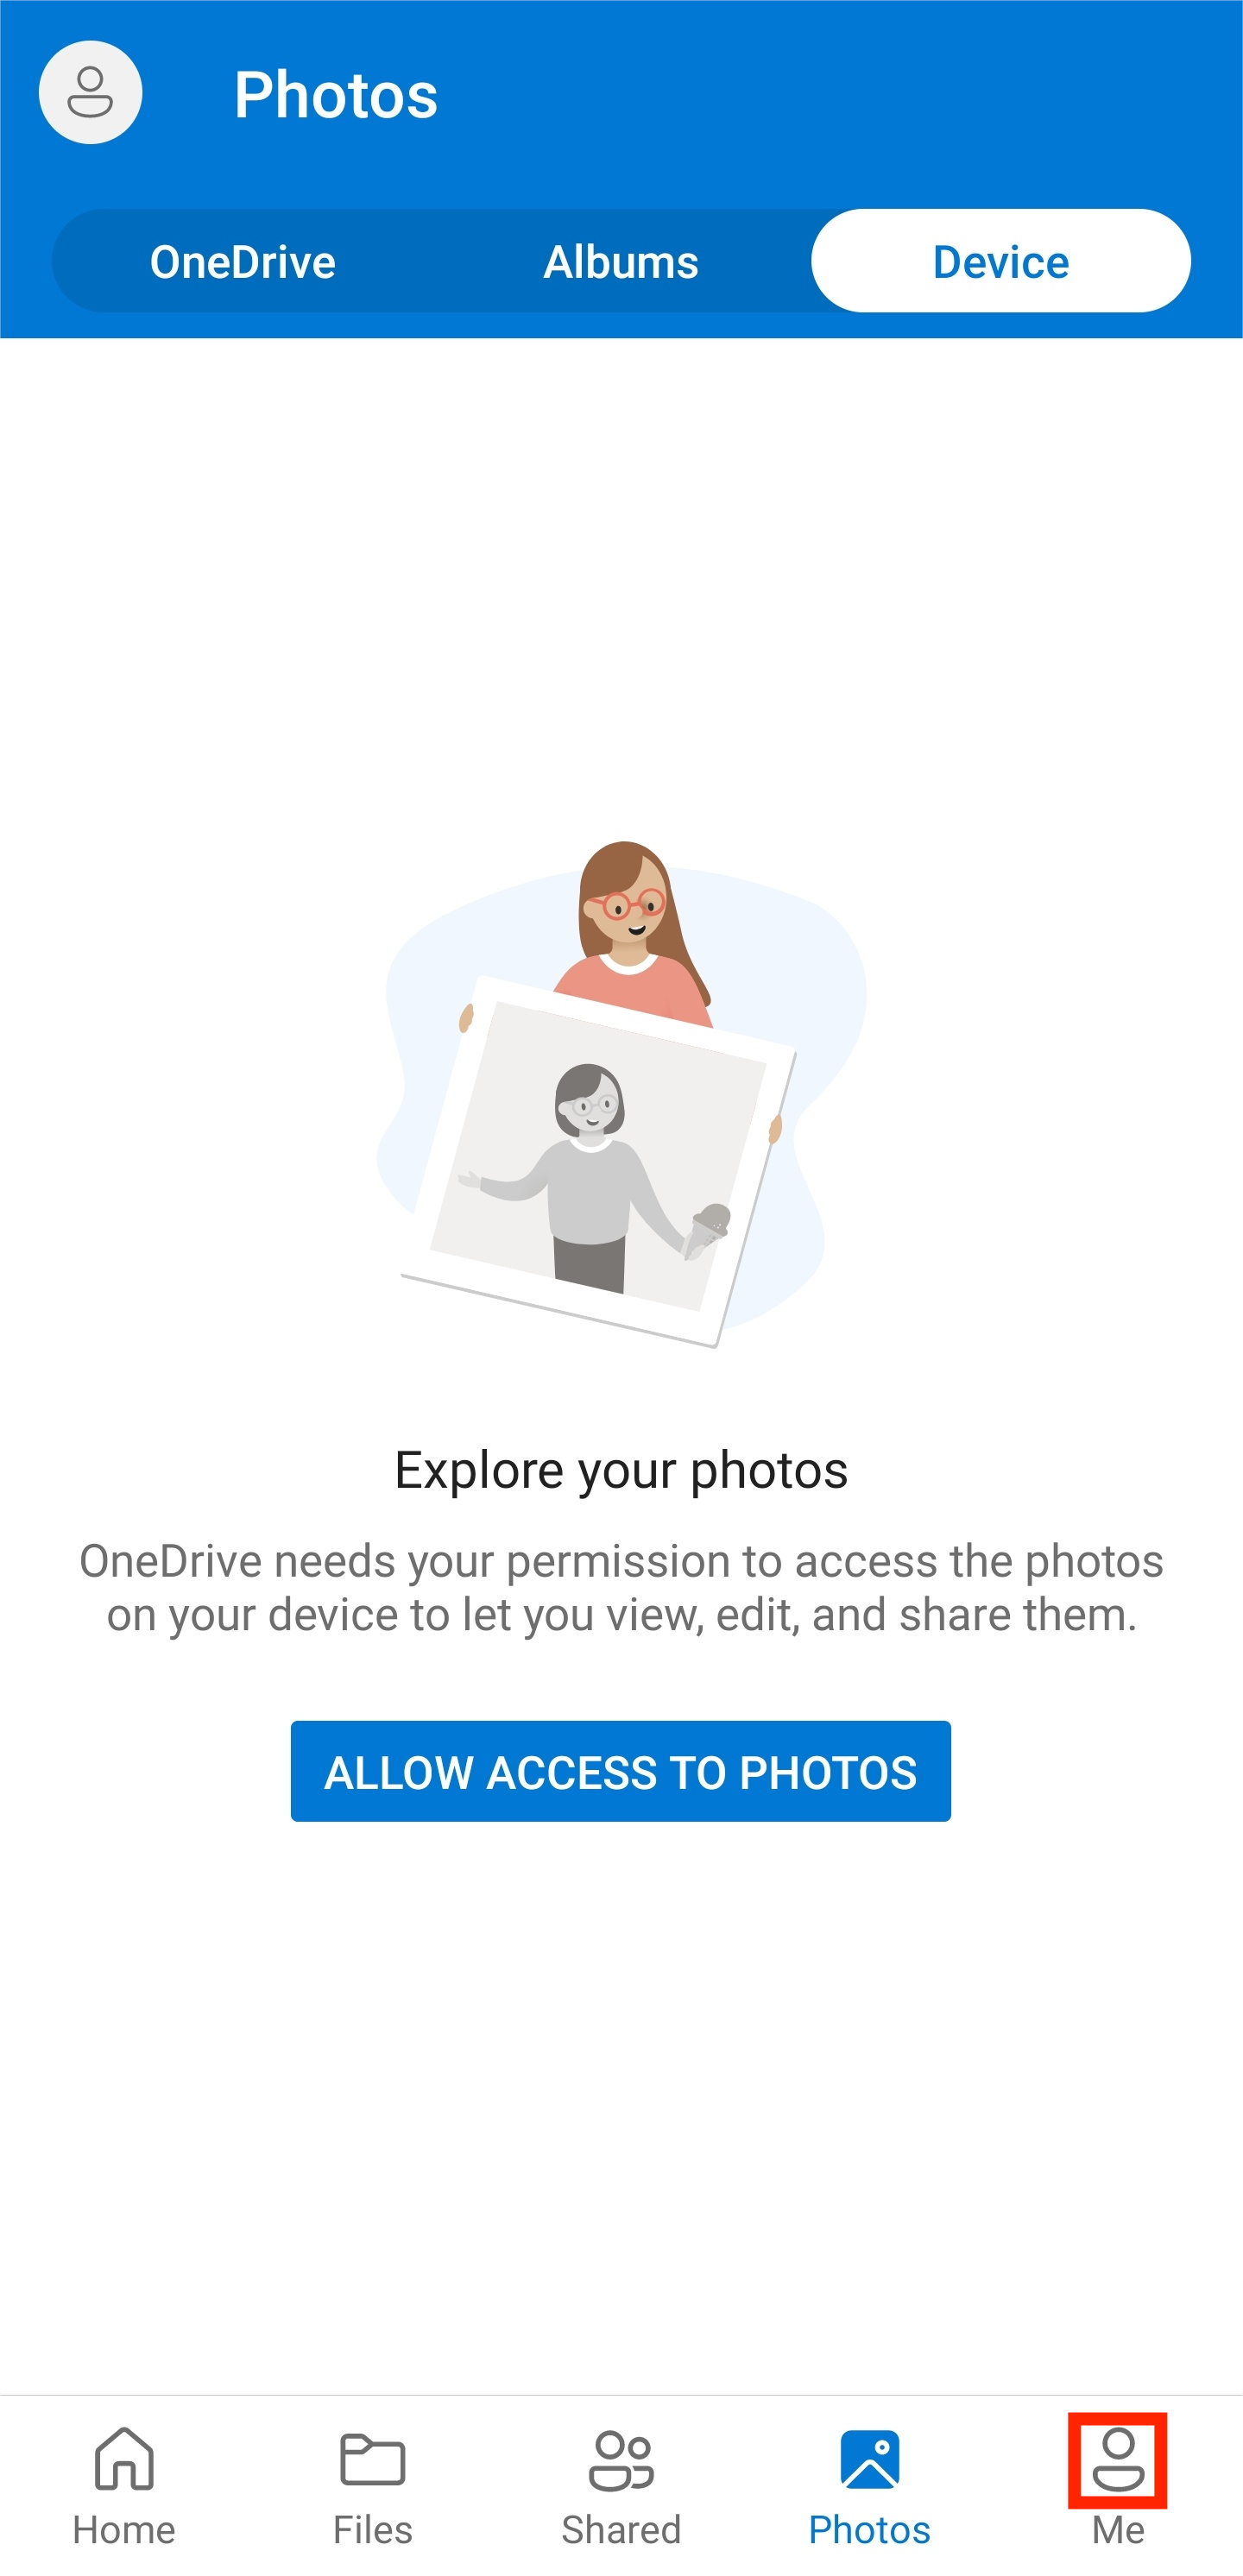 Photos
OneDrive Albums Device
Explore your photos
OneDrive needs your permission to access the photos
on your device to let you view, edit, and share them.
ALLOW ACCESS TO PHOTOS
Home Files Shared Photos Me